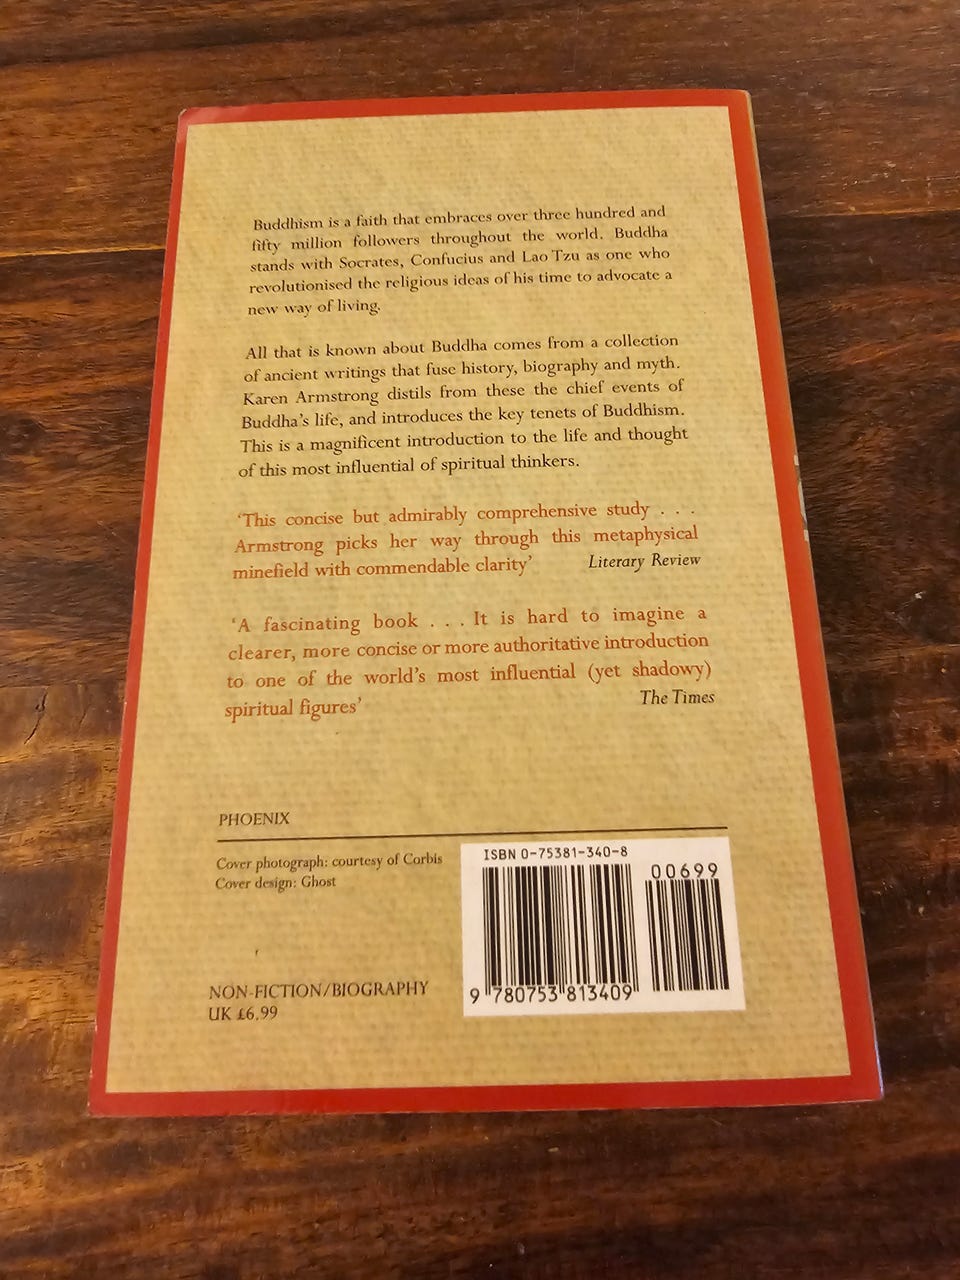 Buddhism is a faith that embraces over three hundred and
fifty million followers throughout the world. Buddha
stands with Socrates, Confucius and Lao Tzu as one who
revolutionised the religious ideas of his time to advocate a
new way of living.
All that is known about Buddha comes from a collection
of ancient writings that fuse history, biography and myth.
Karen Armstrong distils from these the chief events of
Buddha's life, and introduces the key tenets of Buddhism.
This is a magnificent introduction to the life and thought
of this most influential of spiritual thinkers.
'This concise but admirably comprehensive study . . .
Armstrong picks her way through this metaphysical
minefield with commendable clarity' Literary Review
'A fascinating book . . . It is hard to imagine a
clearer, more concise or more authoritative introduction
to one of the world's most influential (yet shadowy)
spiritual figures' The Times
PHOENIX
Cover photograph: courtesy of Corbis
Cover design: Ghost
NON-FICTION/BIOGRAPHY
UK £6.99
ISBN 0-75381-340-8
00699
9 780753 813409